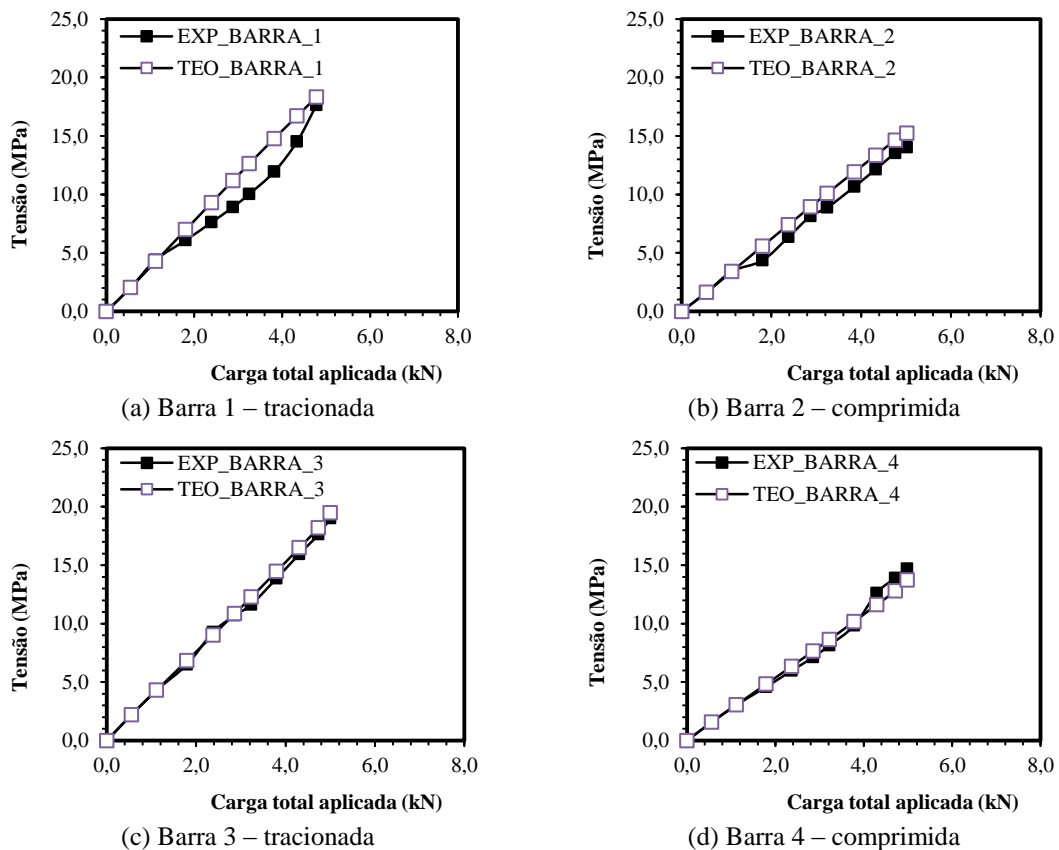 25,0
20,0
15,0
10,0
5,0
0,0
Tensão (MPa)
EXP_BARRA_1
TEO_BARRA_1
0,0 2,0 4,0 6,0 8,0
Carga total aplicada (kN)
(a) Barra 1 – tracionada
25,0
20,0
15,0
10,0
5,0
0,0
Tensão (MPa)
EXP_BARRA_2
TEO_BARRA_2
0,0 2,0 4,0 6,0 8,0
Carga total aplicada (kN)
(b) Barra 2 – comprimida
25,0
20,0
15,0
10,0
5,0
0,0
Tensão (MPa)
EXP_BARRA_3
TEO_BARRA_3
0,0 2,0 4,0 6,0 8,0
Carga total aplicada (kN)
(c) Barra 3 – tracionada
25,0
20,0
15,0
10,0
5,0
0,0
Tensão (MPa)
EXP_BARRA_4
TEO_BARRA_4
0,0 2,0 4,0 6,0 8,0
Carga total aplicada (kN)
(d) Barra 4 – comprimida